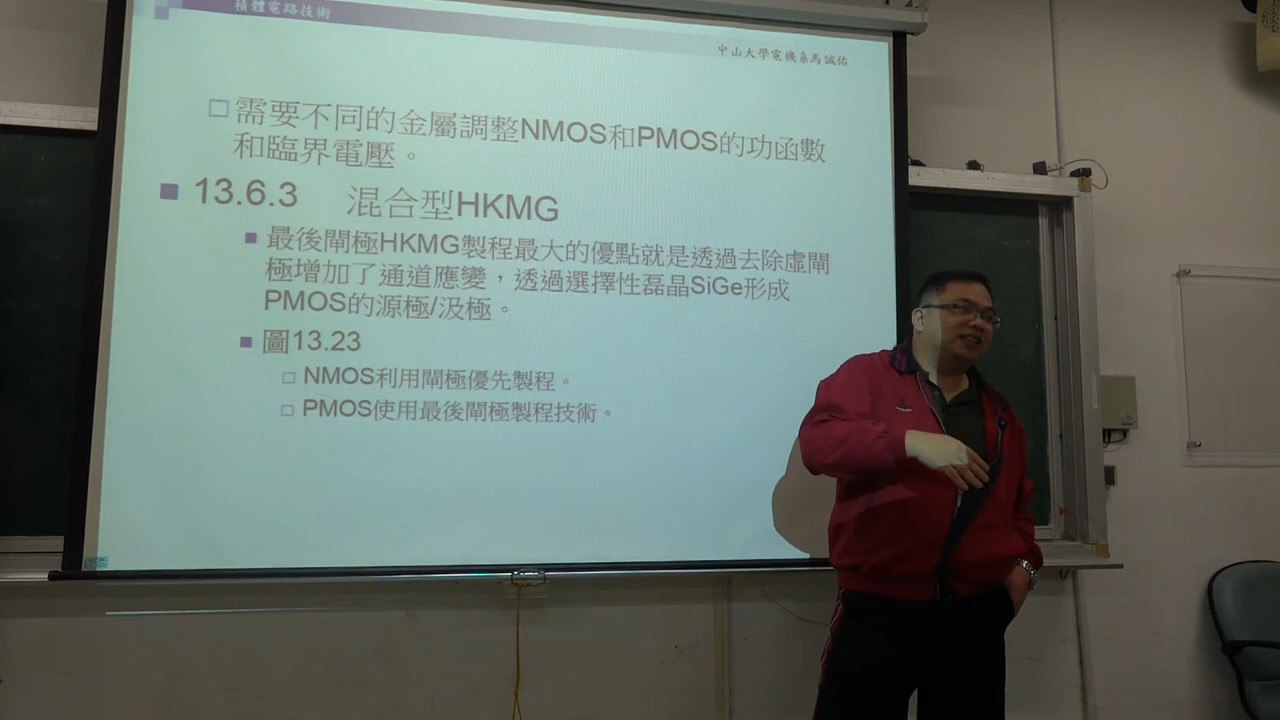 積體電路技術
中山大學電機系馬誠佑
需要不同的金屬調整NMOS和PMOS的功函數
和臨界電壓。
13.6.3 混合型HKMG
最後閘極HKMG製程最大的優點就是透過去除虛閘
極增加了通道應變，透過選擇性磊晶SiGe形成
PMOS的源極/汲極。
圖13.23
NMOS利用閘極優先製程。
PMOS使用最後閘極製程技術。